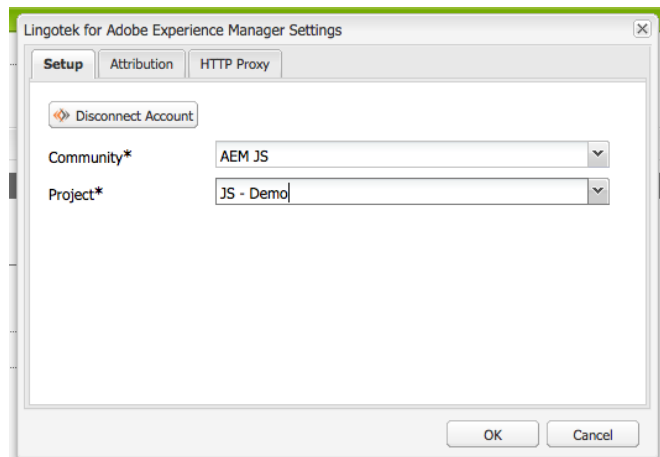 Lingotek for Adobe Experience Manager Settings
Setup Attribution HTTP Proxy
Disconnect Account
Community* AEM JS
Project* JS - Demo
OK Cancel